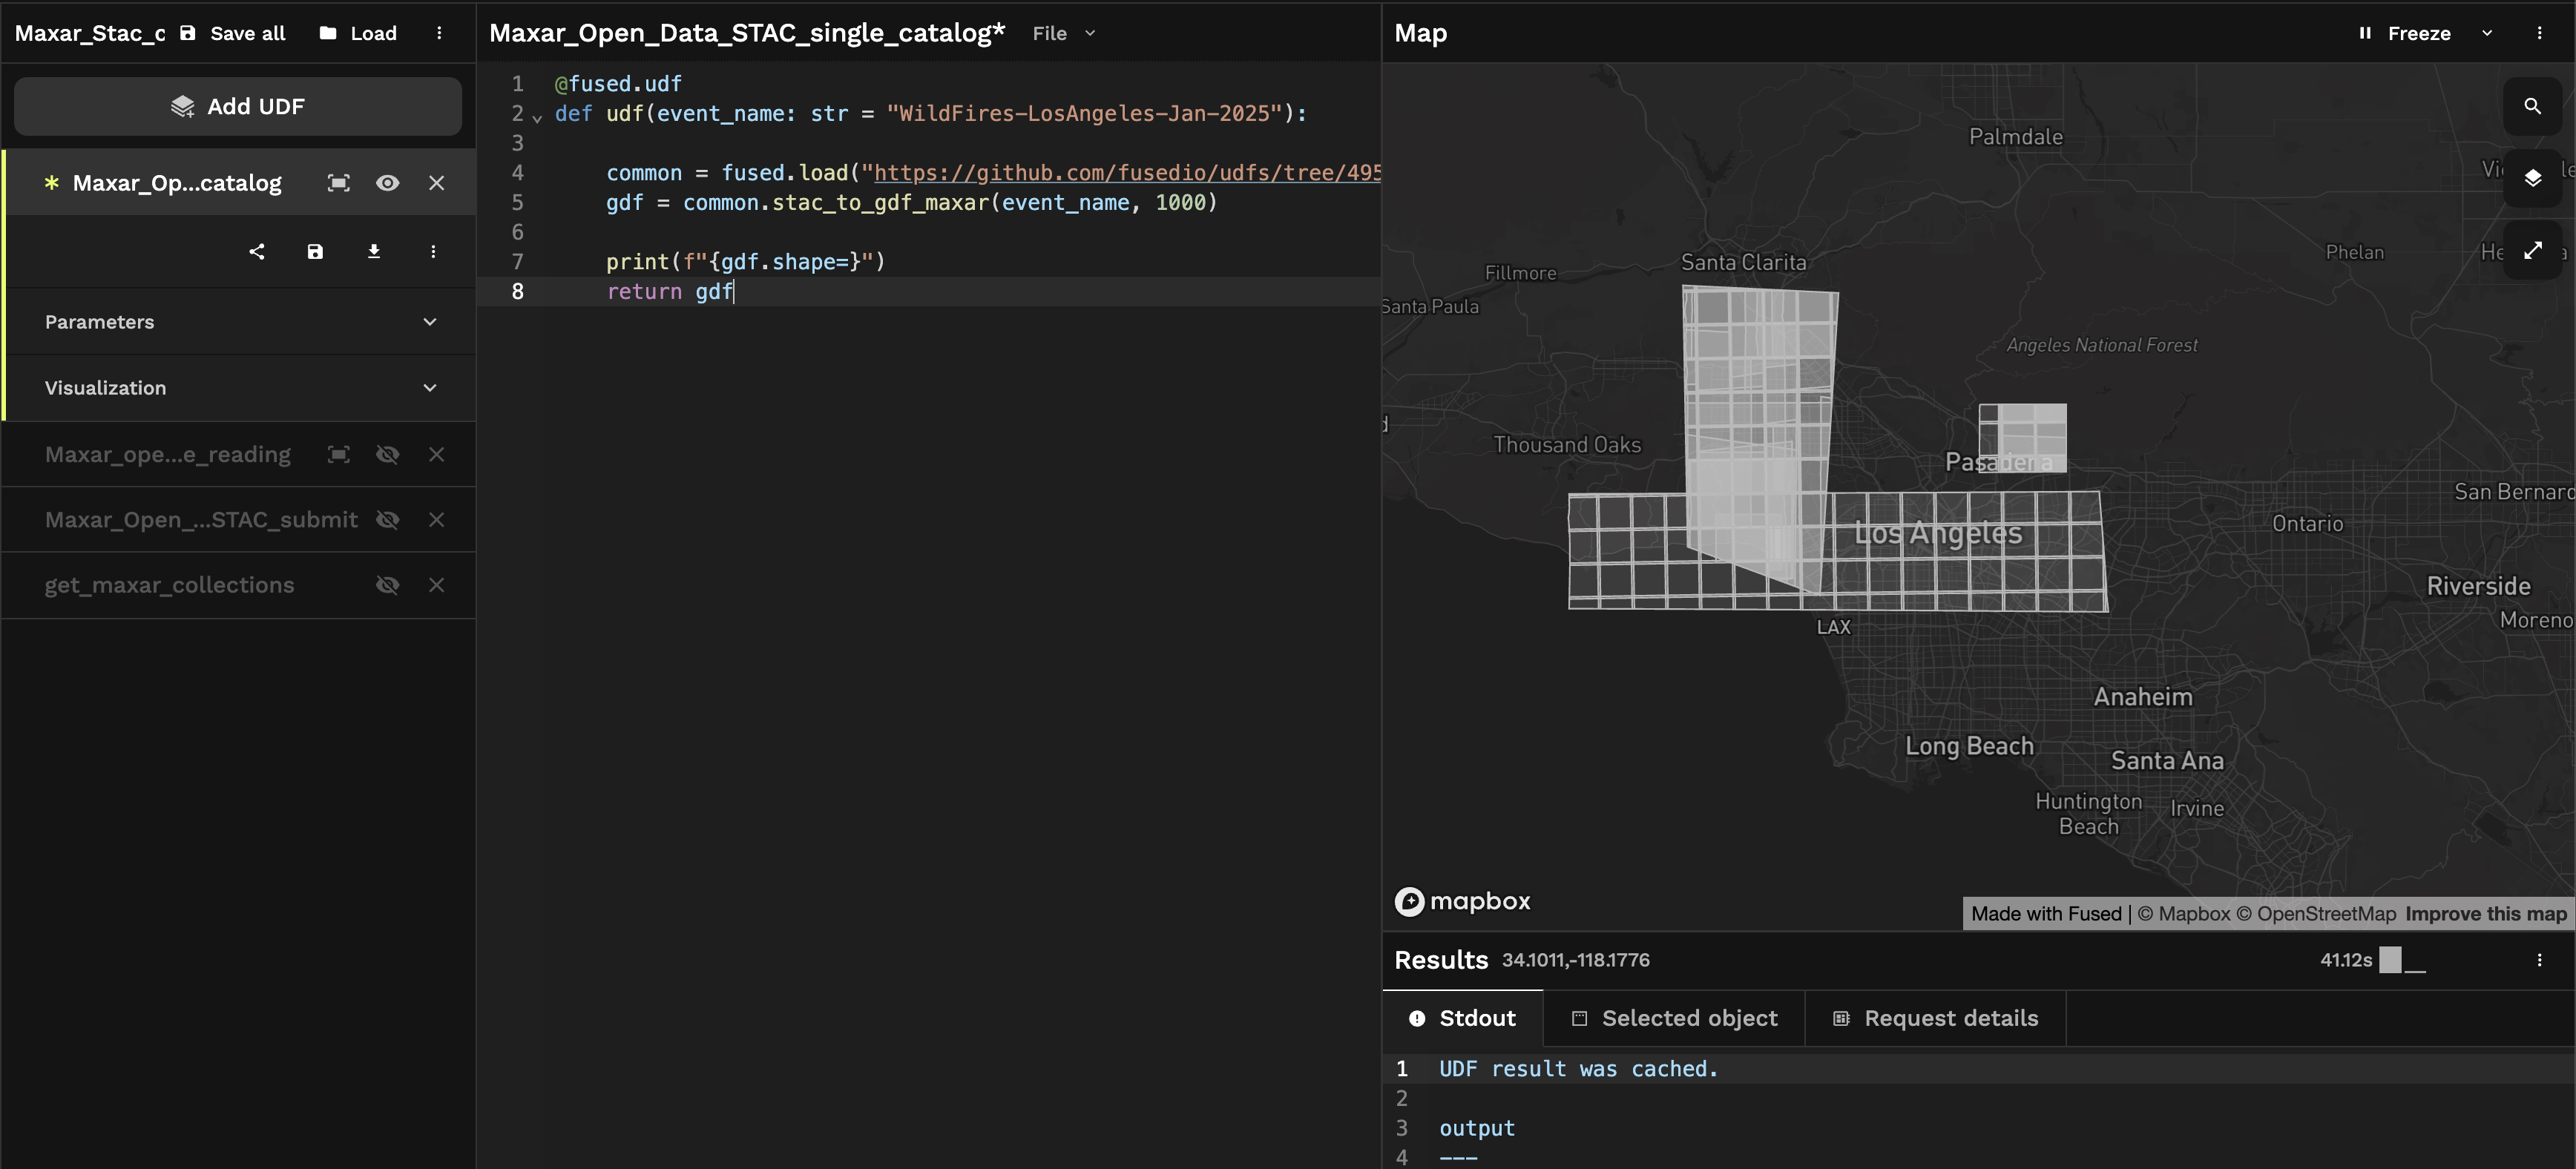 Maxar_Stac_c Save all Load
Add UDF
Maxar_Op...catalog
Parameters
Visualization
Maxar_ope...e_reading
Maxar_Open_...STAC_submit
get_maxar_collections
Maxar_Open_Data_STAC_single_catalog* File
1 @fused.udf
2 def udf(event_name: str = "WildFires-LosAngeles-Jan-2025"):
3
4 common = fused.load("https://github.com/fusedio/udfs/tree/495
5 gdf = common.stac_to_gdf_maxar(event_name, 1000)
6
7 print(f"{gdf.shape=}")
8 return gdf
Map Freeze
Palmdale
Santa Clarita
Fillmore
Phelan
Santa Paula
Angeles National Forest
Thousand Oaks
Pasadena
San Bernard
Los Angeles
Ontario
Riverside
Moreno
LAX
Anaheim
Long Beach
Santa Ana
Huntington
Beach
Irvine
mapbox
Made with Fused | © Mapbox © OpenStreetMap Improve this map
Results 34.1011,-118.1776 41.12s
Stdout Selected object Request details
1 UDF result was cached.
2
3 output
4 ---